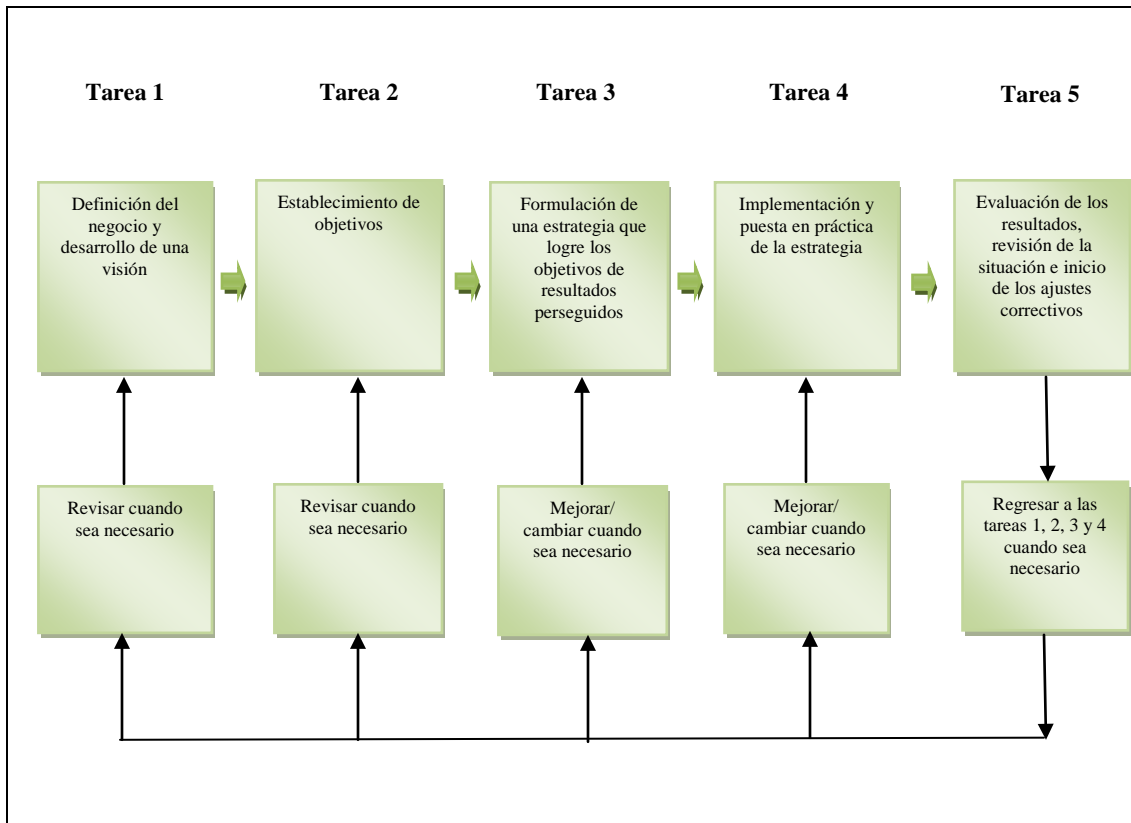 Tarea 1
Tarea 2
Tarea 3
Tarea 4
Tarea 5
Definición del
negocio y
desarrollo de una
visión
Establecimiento de
objetivos
Formulación de
una estrategia que
logre los
objetivos de
resultados
perseguidos
Implementación y
puesta en práctica
de la estrategia
Evaluación de los
resultados,
revisión de la
situación e inicio
de los ajustes
correctivos
Revisar cuando
sea necesario
Revisar cuando
sea necesario
Mejorar/
cambiar cuando
sea necesario
Mejorar/
cambiar cuando
sea necesario
Regresar a las
tareas 1, 2, 3 y 4
cuando sea
necesario